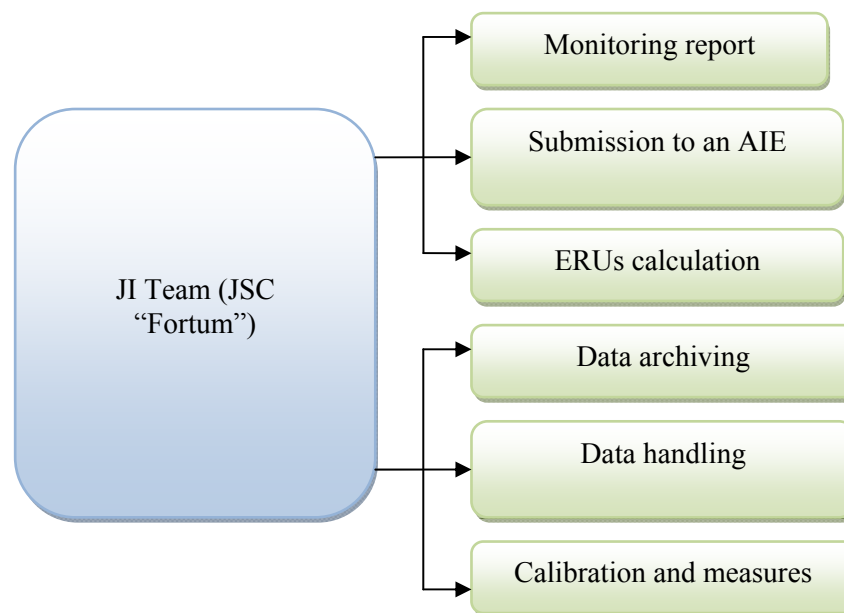 Monitoring report
Submission to an AIE
ERUs calculation
JI Team (JSC
“Fortum”)
Data archiving
Data handling
Calibration and measures